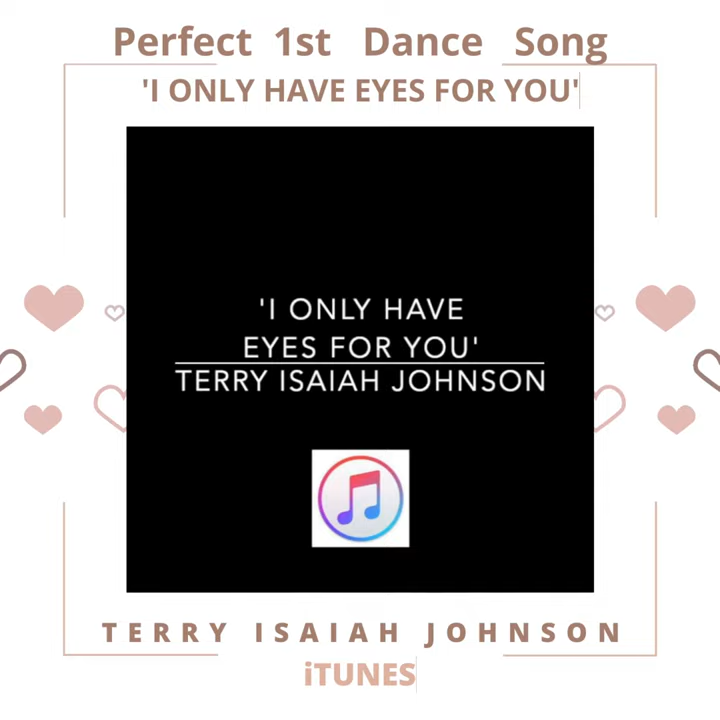 Perfect 1st Dance Song
'I ONLY HAVE EYES FOR YOU'
'I ONLY HAVE
EYES FOR YOU'
TERRY ISAIAH JOHNSON
TERRY ISAIAH JOHNSON
iTUNES